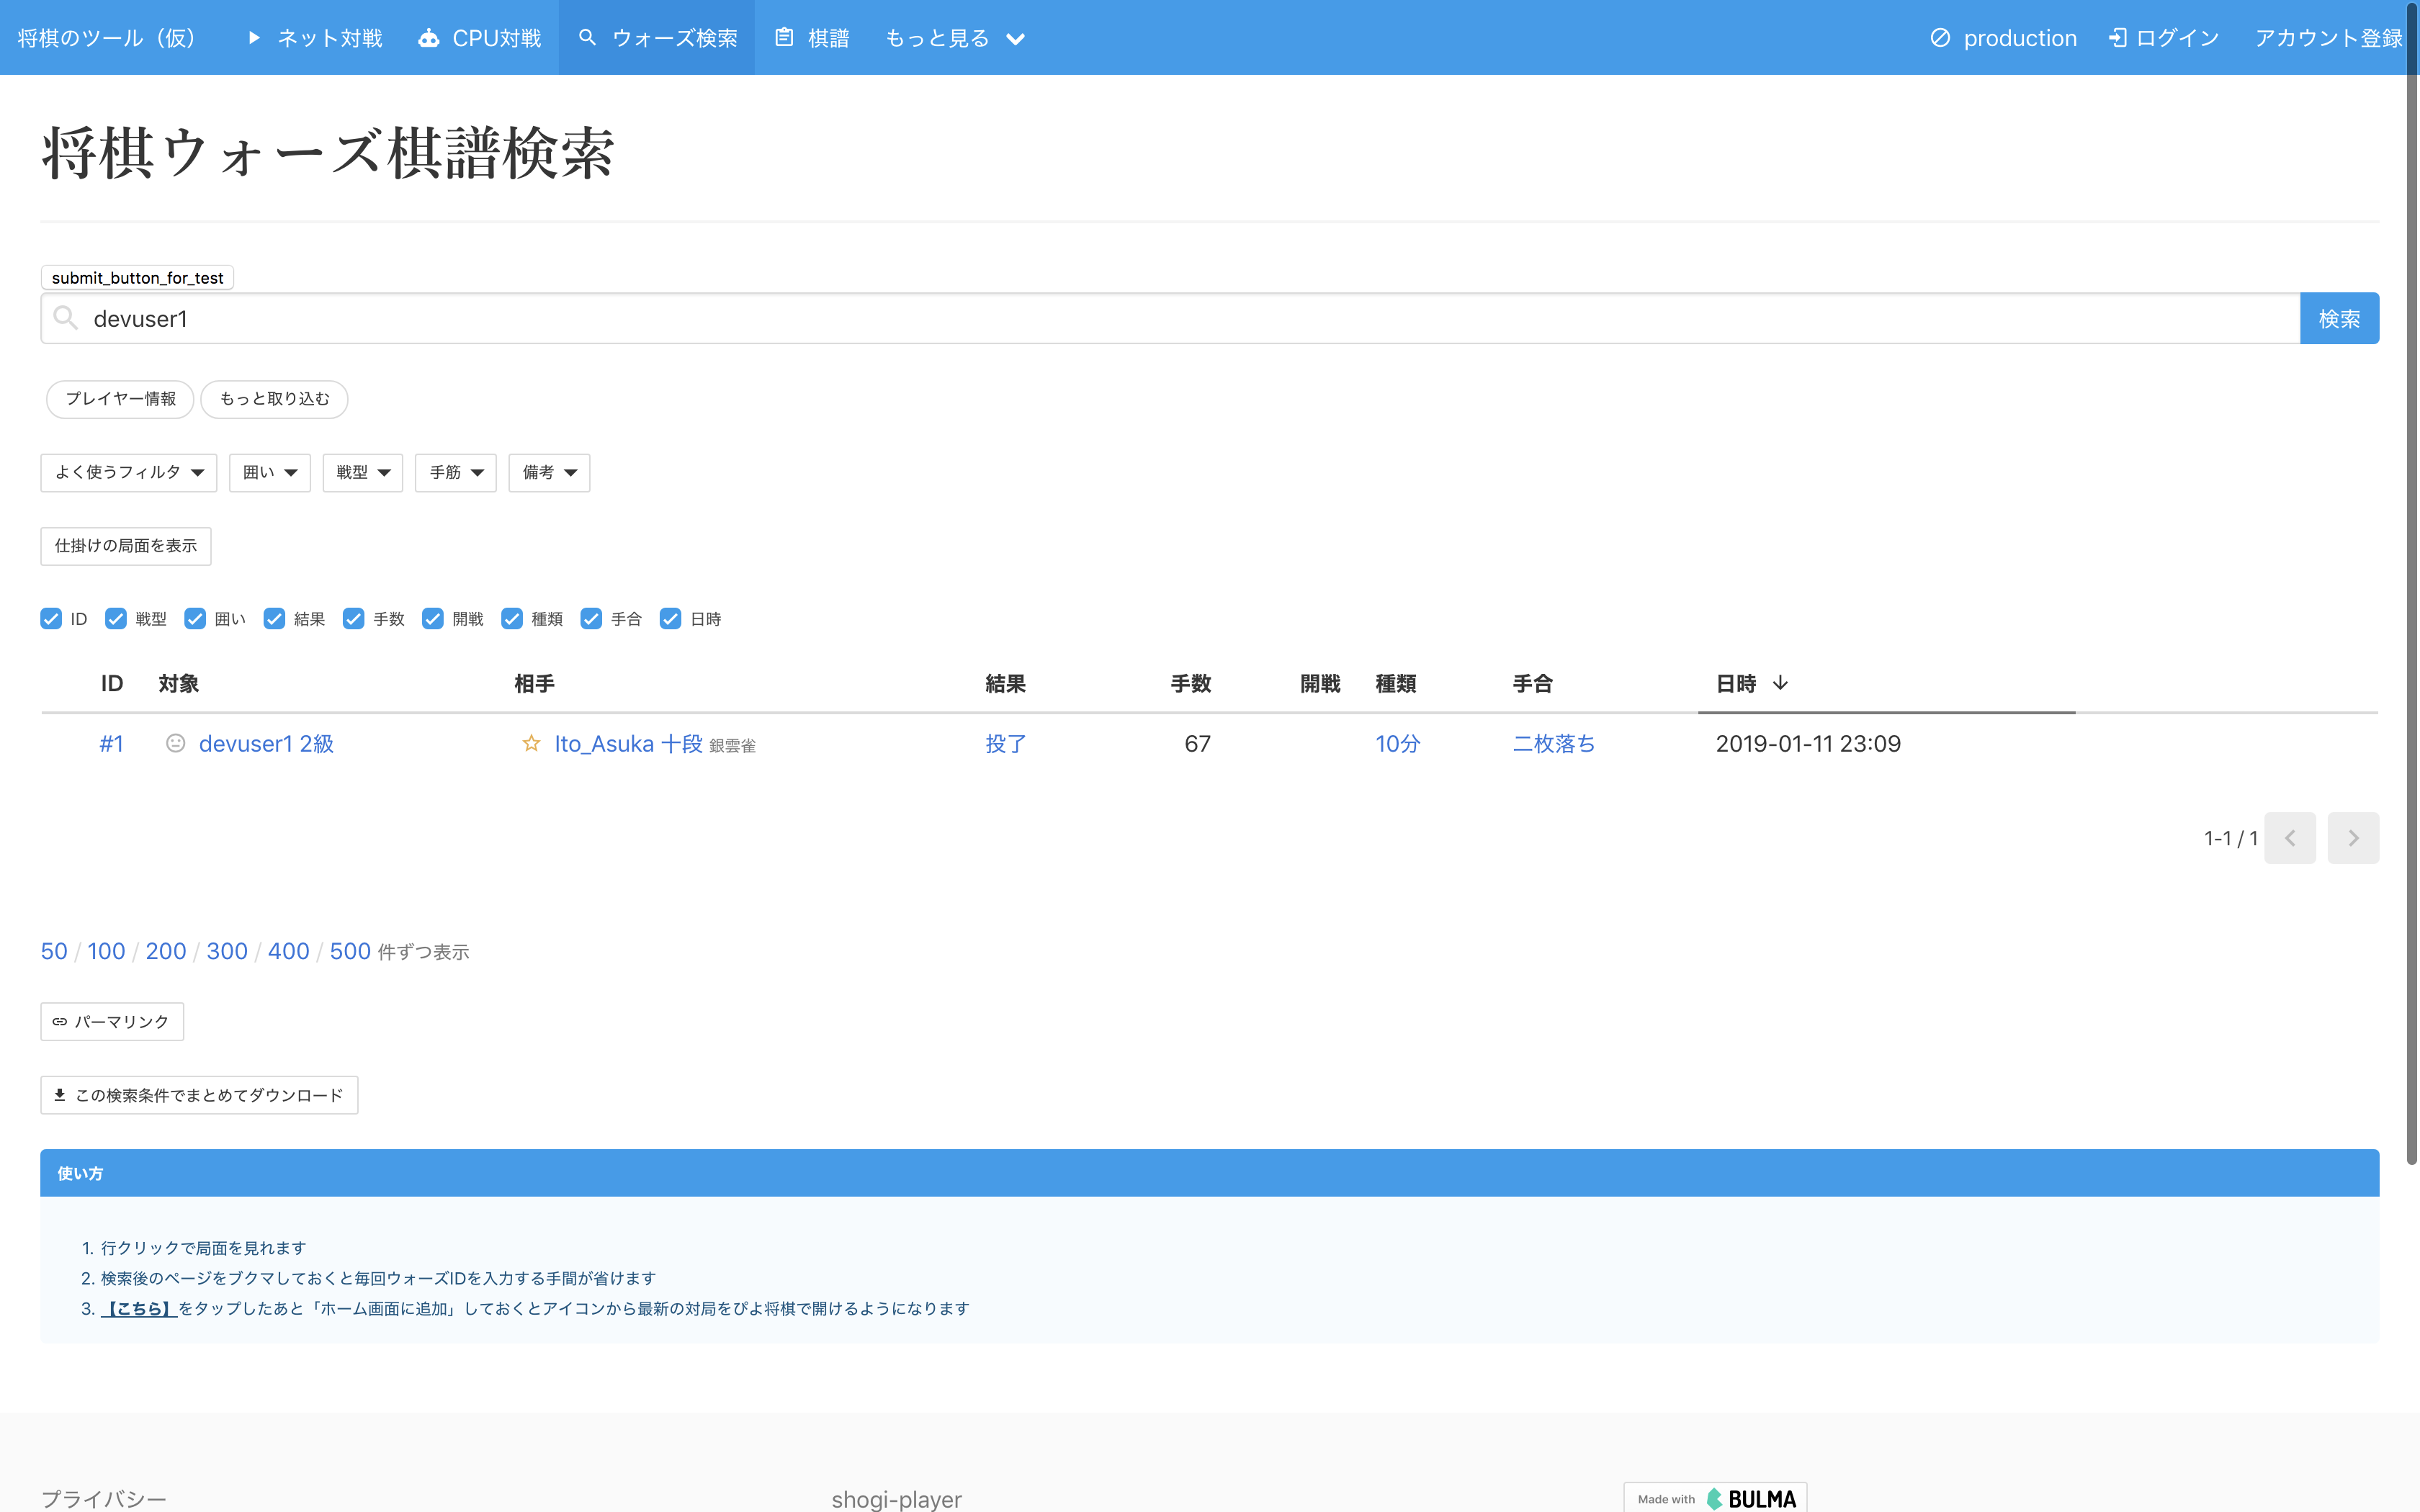 将棋のツール（仮） ネット対戦 CPU対戦 ウォーズ検索 棋譜 もっと見る production ログイン アカウント登録
将棋ウォーズ棋譜検索
submit_button_for_test
devuser1 検索
プレイヤー情報 もっと取り込む
よく使うフィルタ 囲い 戦型 手筋 備考
仕掛けの局面を表示
ID 戦型 囲い 結果 手数 開戦 種類 手合 日時
ID 対象 相手 結果 手数 開戦 種類 手合 日時
#1 devuser1 2級 Ito_Asuka 十段 銀雲雀 投了 67 10分 二枚落ち 2019-01-11 23:09
1-1 / 1
50 / 100 / 200 / 300 / 400 / 500 件ずつ表示
パーマリンク
この検索条件でまとめてダウンロード
使い方
1. 行クリックで局面を見れます
2. 検索後のページをブクマしておくと毎回ウォーズIDを入力する手間が省けます
3. 【こちら】をタップしたあと「ホーム画面に追加」しておくとアイコンから最新の対局をぴよ将棋で開けるようになります
プライバシー shogi-player Made with BULMA